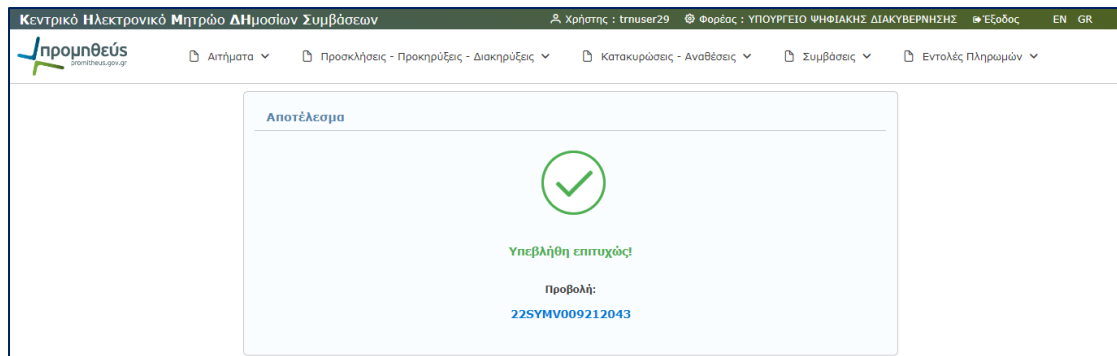 Κεντρικό Ηλεκτρονικό Μητρώο ΔΗμοσίων Συμβάσεων Χρήστης : trnuser29 Φορέας : ΥΠΟΥΡΓΕΙΟ ΨΗΦΙΑΚΗΣ ΔΙΑΚΥΒΕΡΝΗΣΗΣ Έξοδος EN GR
προμηθεύς
promitheus.gov.gr
Αιτήματα Προσκλήσεις - Προκηρύξεις - Διακηρύξεις Κατακυρώσεις - Αναθέσεις Συμβάσεις Εντολές Πληρωμών
Αποτέλεσμα
Υπεβλήθη επιτυχώς!
Προβολή:
22SYMV009212043